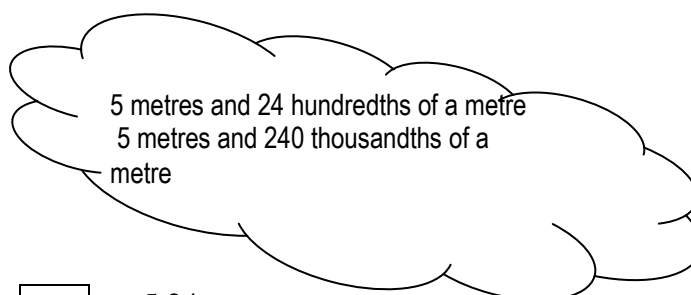 5 metres and 24 hundredths of a metre
5 metres and 240 thousandths of a
metre